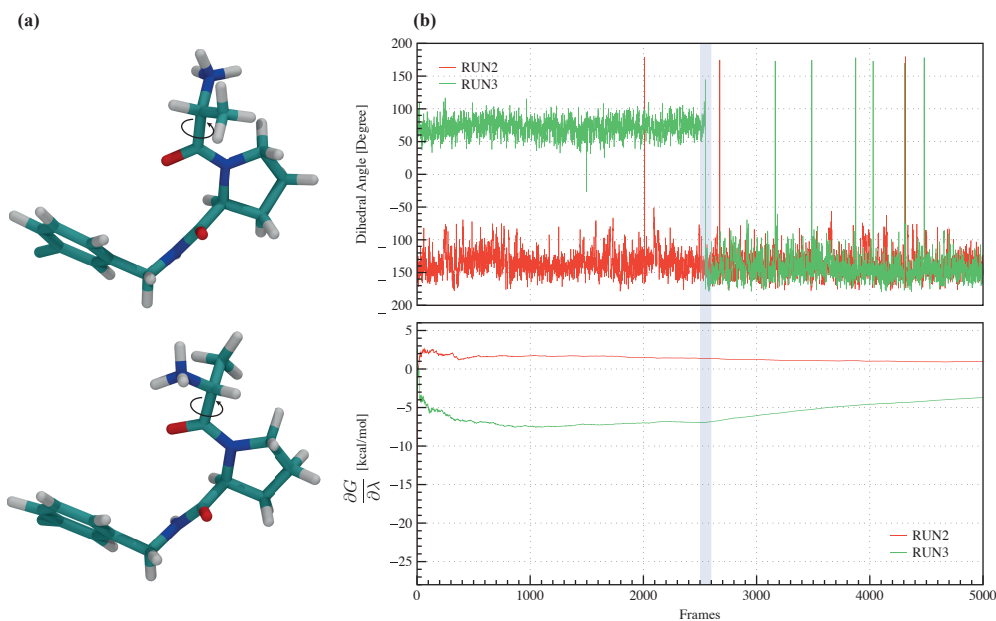 (a)
(b)
200
150
100
50
0
−50
100
150
200
Dihedral Angle [Degree]
RUN2
RUN3
5
0
−5
−10
−15
−20
−25
∂G
∂λ
[kcal/mol]
RUN2
RUN3
0
1000
2000
3000
4000
5000
Frames